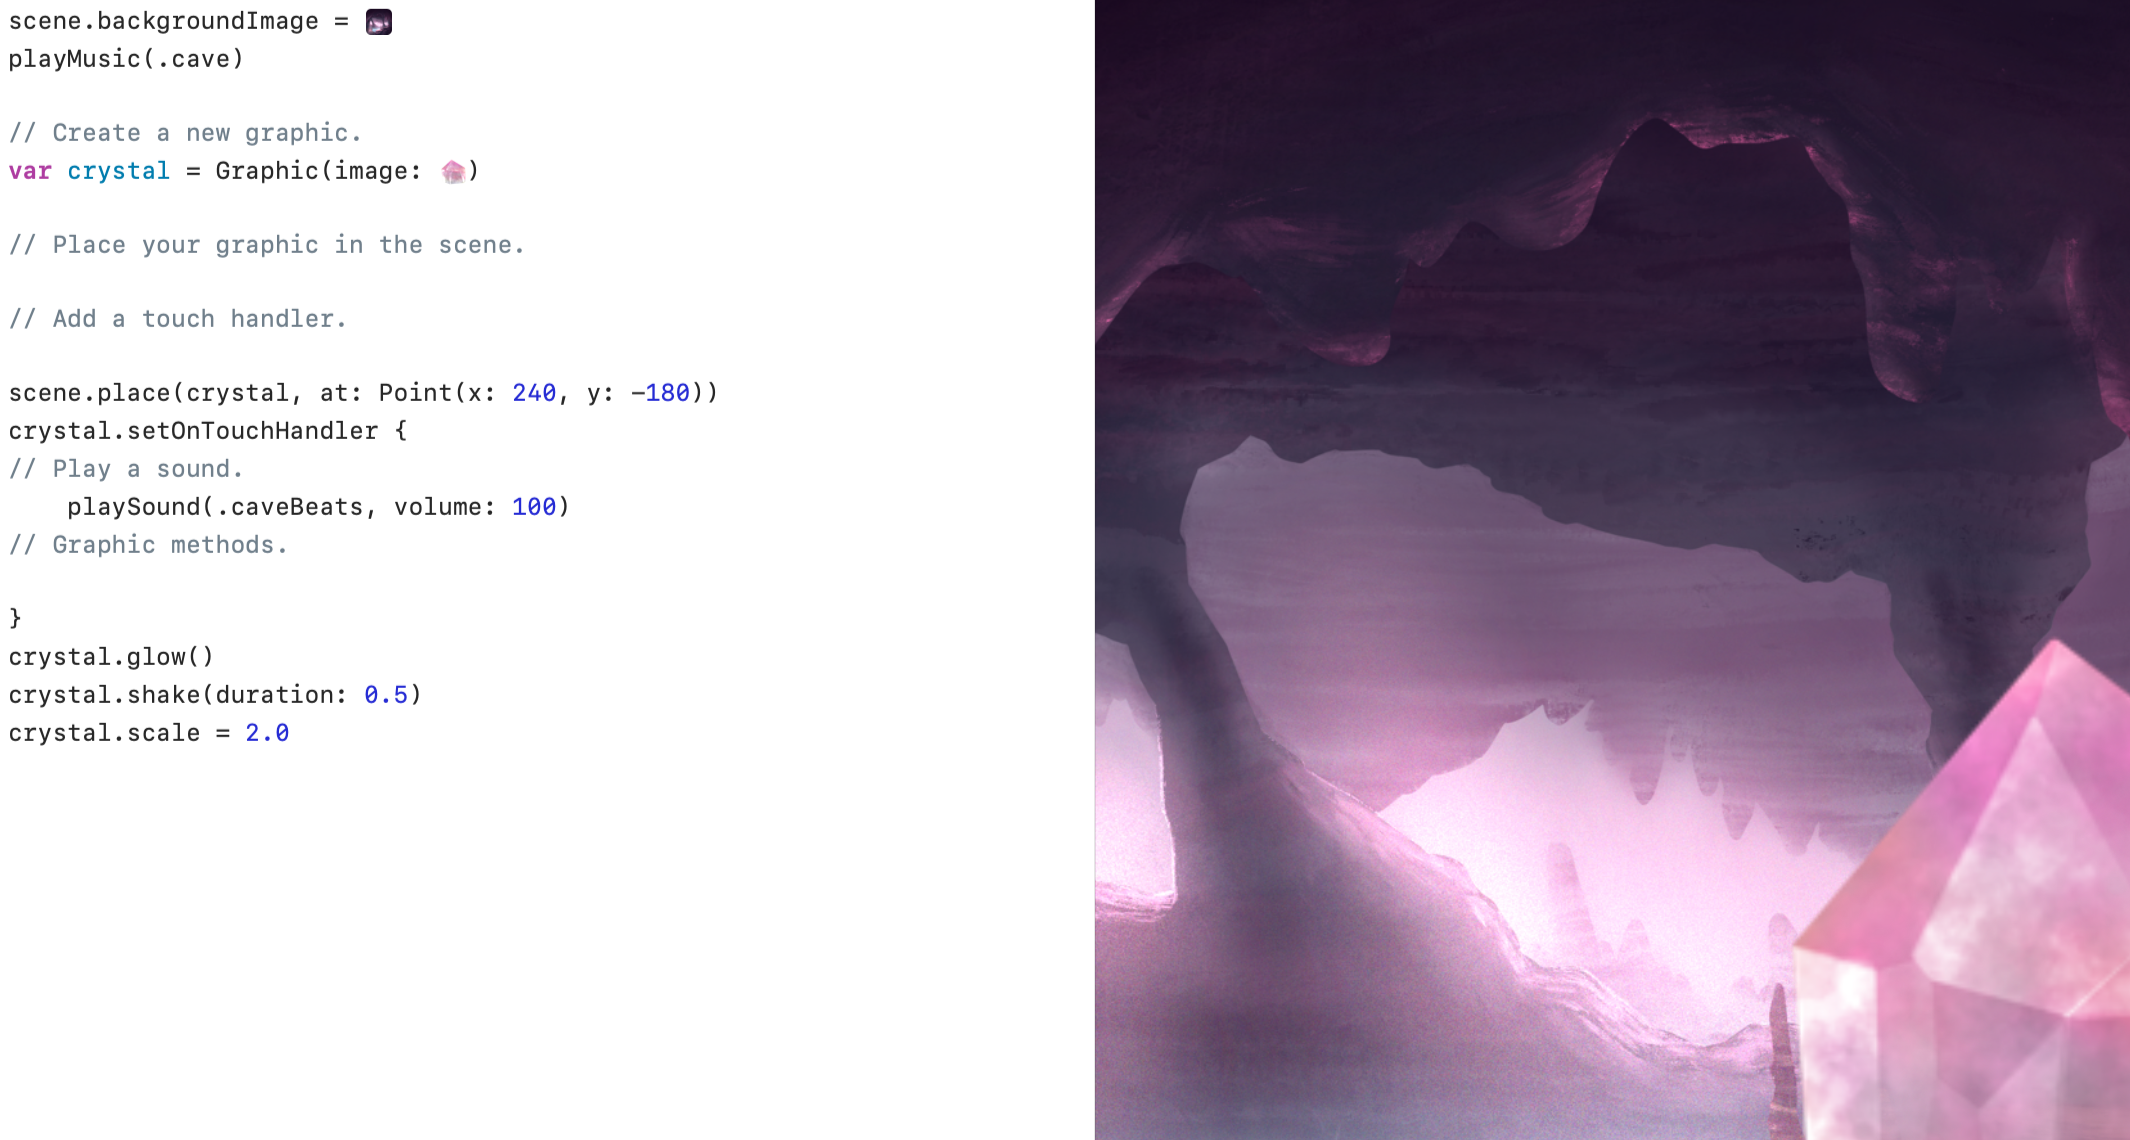 scene.backgroundImage =
playMusic(.cave)
// Create a new graphic.
var crystal = Graphic(image: )
// Place your graphic in the scene.
// Add a touch handler.
scene.place(crystal, at: Point(x: 240, y: −180))
crystal.setOnTouchHandler {
// Play a sound.
playSound(.caveBeats, volume: 100)
// Graphic methods.
}
crystal.glow()
crystal.shake(duration: 0.5)
crystal.scale = 2.0